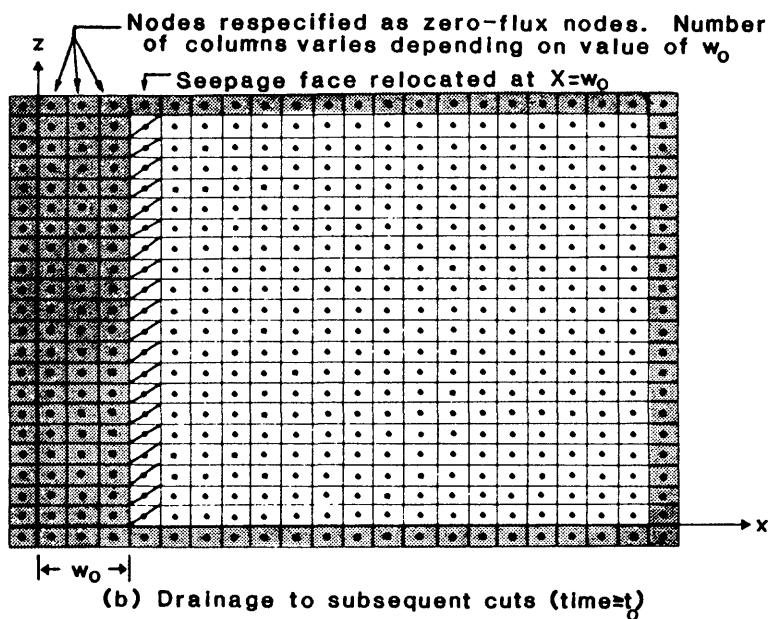 Nodes respecified as zero-flux nodes. Number
of columns varies depending on value of w₀
z
Seepage face relocated at X=w₀
x
w₀
(b) Drainage to subsequent cuts (time≥t₀)